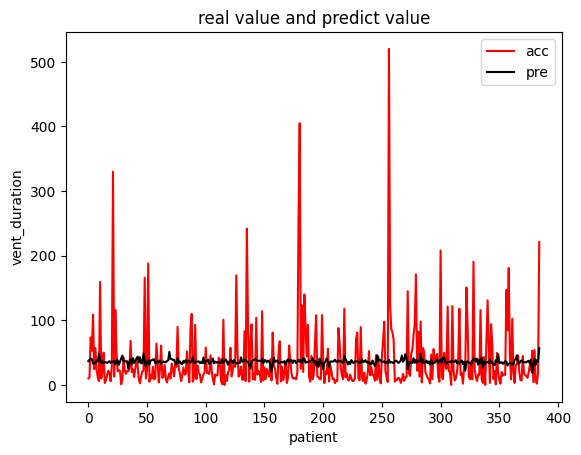 real value and predict value
acc
pre
500
400
300
200
100
0
vent_duration
0 50 100 150 200 250 300 350 400
patient